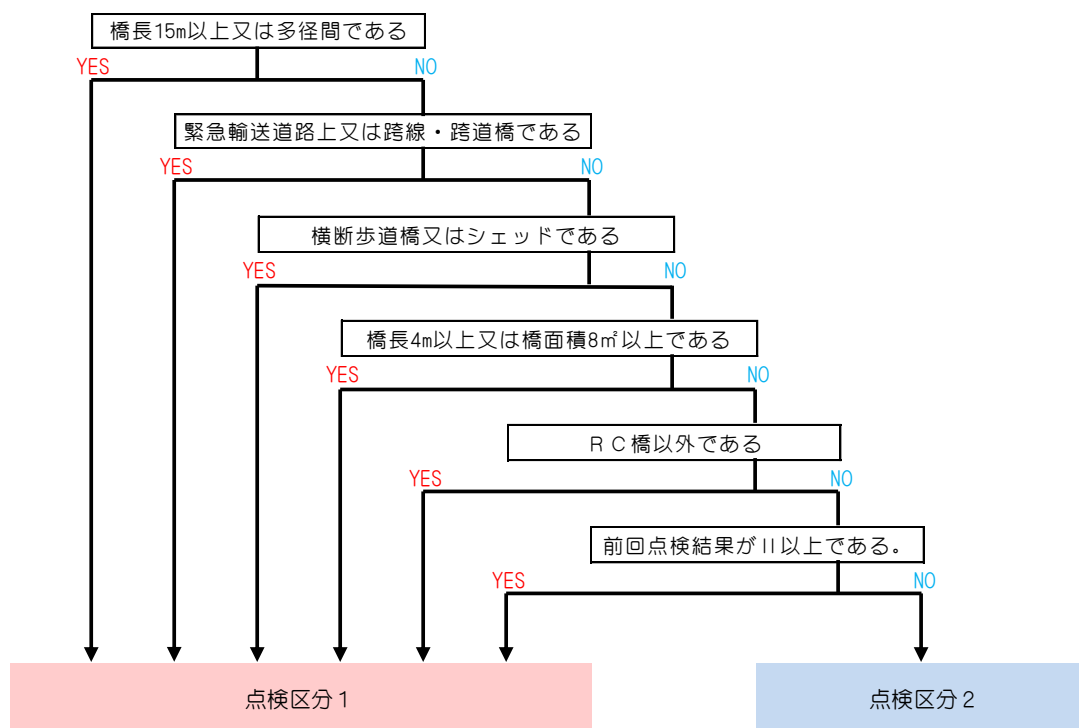 橋長15m以上又は多径間である
YES
NO
緊急輸送道路上又は跨線・跨道橋である
YES
NO
横断歩道橋又はシェッドである
YES
NO
橋長4m以上又は橋面積8㎡以上である
YES
NO
ＲＣ橋以外である
YES
NO
前回点検結果がⅡ以上である。
YES
NO
点検区分１
点検区分２